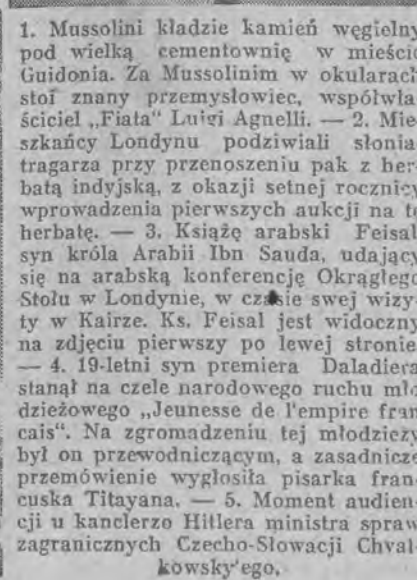 1. Mussolini kładzie kamień węgielny
pod wielką cementownię w mieście
Guidonia. Za Mussolinim w okularach
stoi znany przemysłowiec, współwła-
ściciel „Fiata" Luigi Agnelli. — 2. Mie-
szkańcy Londynu podziwiali słonia-
tragarza przy przenoszeniu pak z her-
batą indyjską, z okazji setnej rocznicy
wprowadzenia pierwszych aukcji na tę
herbatę. — 3. Książę arabski Feisal
syn króla Arabii Ibn Sauda, udający
się na arabską konferencję Okrągłego
Stołu w Londynie, w czasie swej wizy-
ty w Kairze. Ks. Feisal jest widoczny
na zdjęciu pierwszy po lewej stronie.
— 4. 19-letni syn premiera Daladiera
stanął na czele narodowego ruchu mło
dzieżowego „Jeunesse de l'empire fran
cais". Na zgromadzeniu tej młodzieży
był on przewodniczącym, a zasadnicze
przemówienie wygłosiła pisarka fran-
cuska Titayana. — 5. Moment audien-
cji u kanclerzo Hitlera ministra spraw
zagranicznych Czecho-Słowacji Chval-
kowsky'ego.